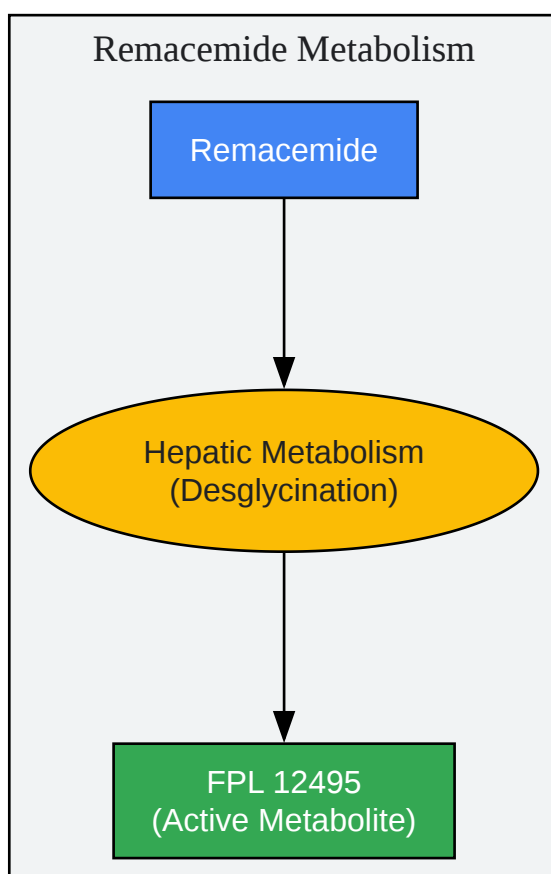 Remacemide Metabolism
Remacemide
Hepatic Metabolism
(Desglycination)
FPL 12495
(Active Metabolite)